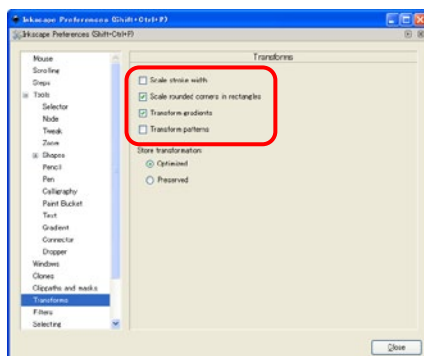 Inkscape Preferences (Shift+Ctrl+P)
Inkscape Preferences (Shift+Ctrl+P)
Mouse
Scrolling
Steps
Tools
Selector
Node
Tweak
Zoom
Shapes
Pencil
Pen
Calligraphy
Paint Bucket
Text
Gradient
Connector
Dropper
Windows
Clones
Clippaths and masks
Transforms
Filters
Selecting
Transforms
Scale stroke width
Scale rounded corners in rectangles
Transform gradients
Transform patterns
Store transformation:
Optimized
Preserved
Close